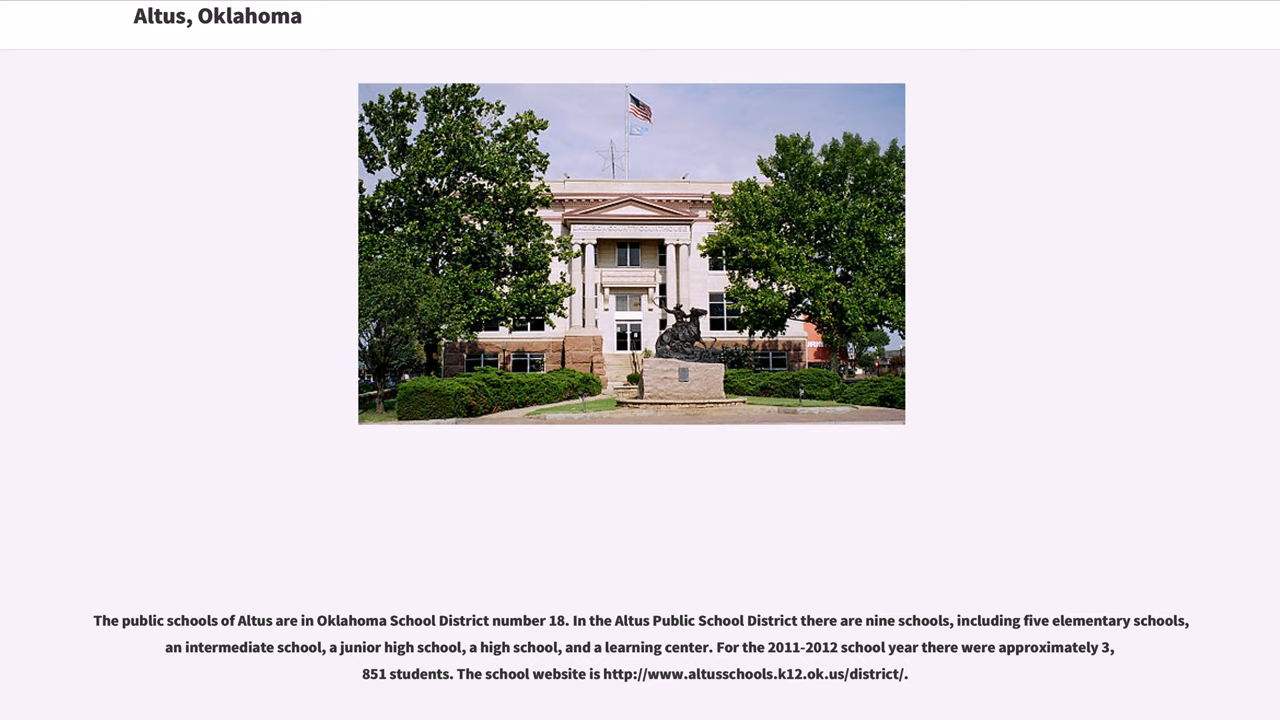 Altus, Oklahoma
The public schools of Altus are in Oklahoma School District number 18. In the Altus Public School District there are nine schools, including five elementary schools,
an intermediate school, a junior high school, a high school, and a learning center. For the 2011-2012 school year there were approximately 3,
851 students. The school website is http://www.altusschools.k12.ok.us/district/.